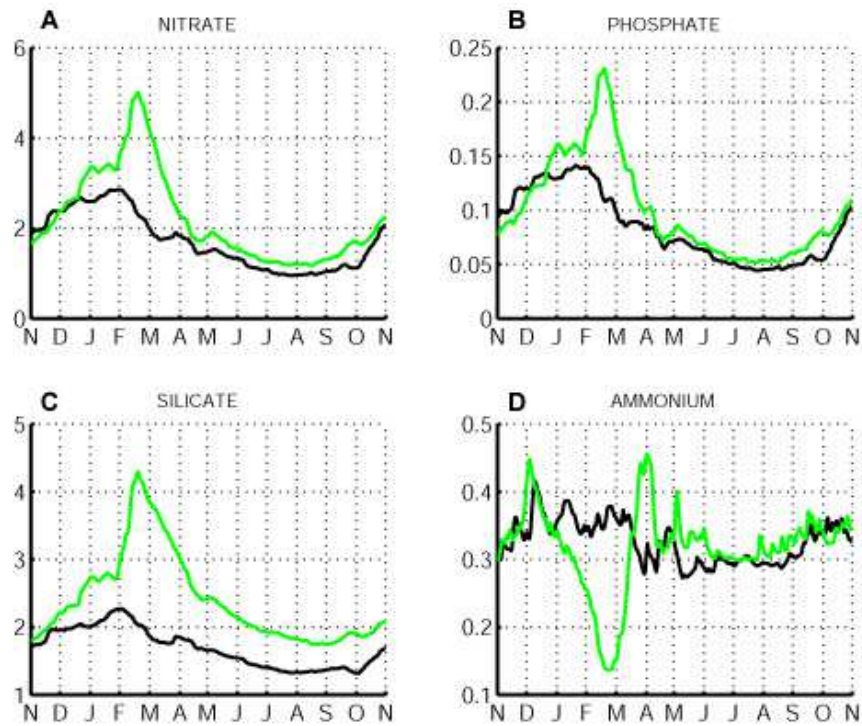 A NITRATE
6
4
2
0
N D J F M A M J J A S O N
B PHOSPHATE
0.25
0.2
0.15
0.1
0.05
0
N D J F M A M J J A S O N
C SILICATE
5
4
3
2
1
N D J F M A M J J A S O N
D AMMONIUM
0.5
0.4
0.3
0.2
0.1
N D J F M A M J J A S O N